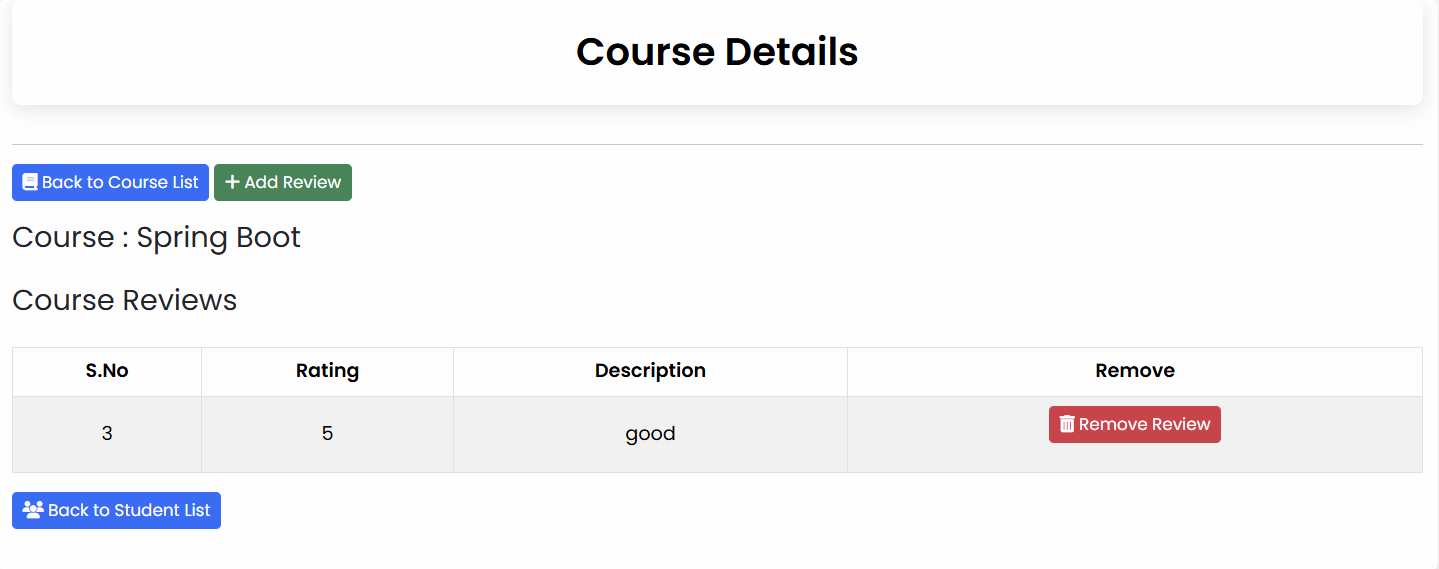 Course Details
Back to Course List Add Review
Course : Spring Boot
Course Reviews
S.No Rating Description Remove
3 5 good Remove Review
Back to Student List